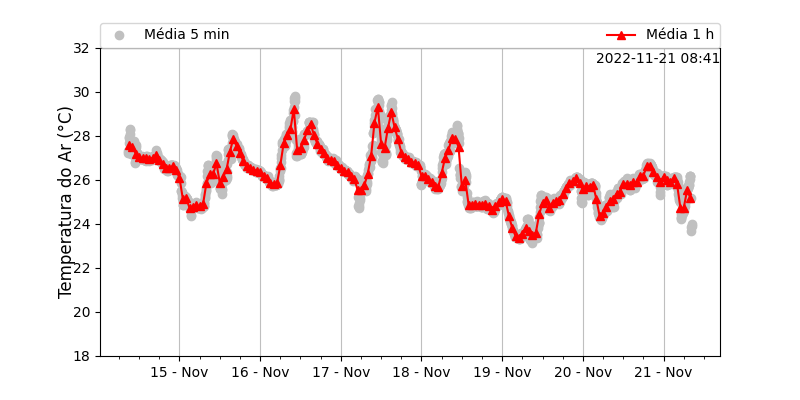 Média 5 min
Média 1 h
2022-11-21 08:41
Temperatura do Ar (°C)
32
30
28
26
24
22
20
18
15 - Nov
16 - Nov
17 - Nov
18 - Nov
19 - Nov
20 - Nov
21 - Nov